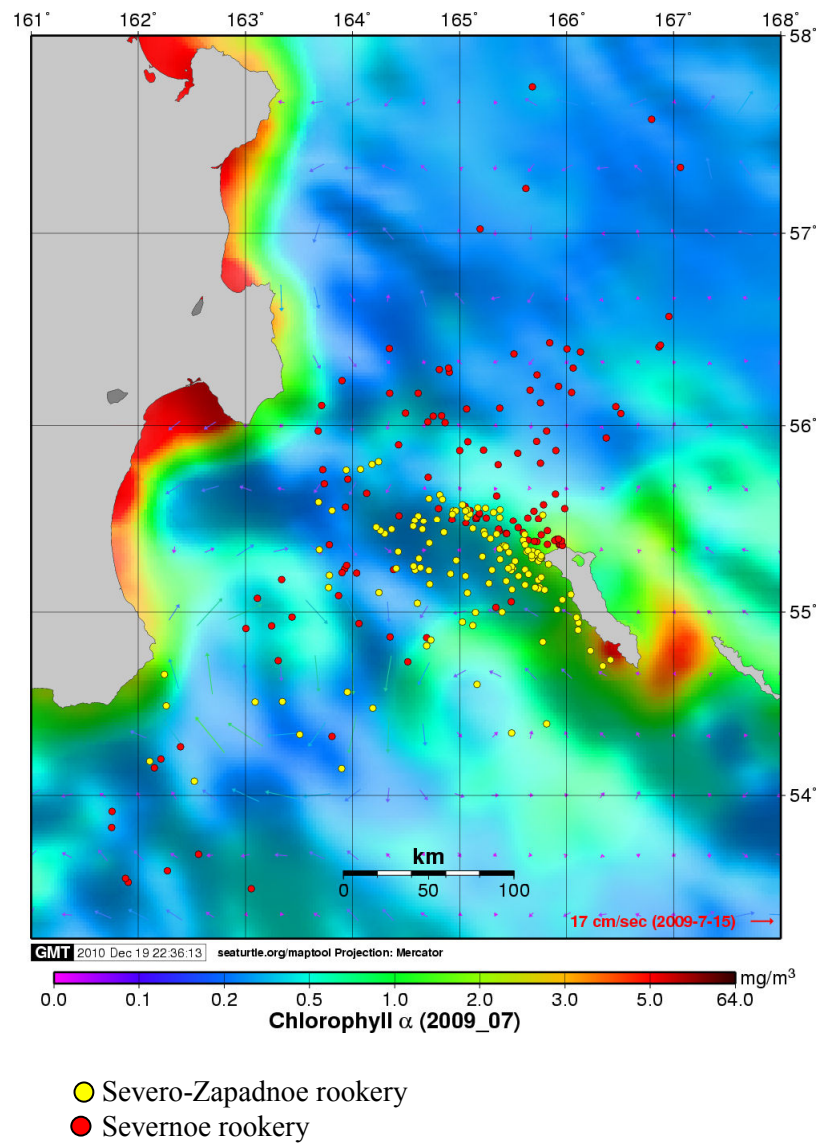 161° 162° 163° 164° 165° 166° 167° 168°
58°
57°
56°
55°
54°
km
0 50 100
17 cm/sec (2009-7-15)
GMT 2010 Dec 19 22:36:13 seaturtle.org/maptool Projection: Mercator
mg/m³
0.0 0.1 0.2 0.5 1.0 2.0 3.0 5.0 64.0
Chlorophyll α (2009_07)
Severo-Zapadnoe rookery
Severnoe rookery